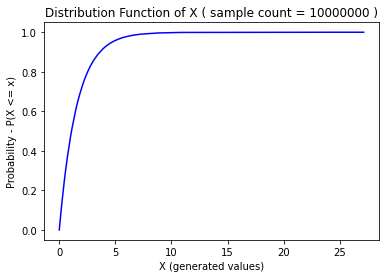 Distribution Function of X ( sample count = 10000000 )
Probability - P(X <= x)
1.0
0.8
0.6
0.4
0.2
0.0
0 5 10 15 20 25
X (generated values)